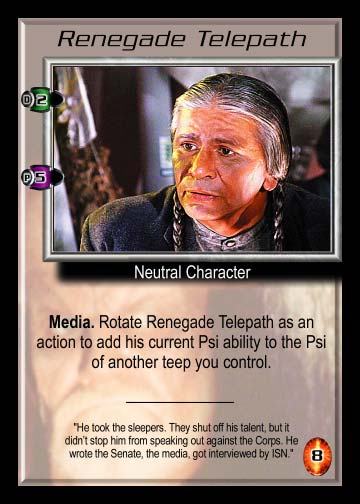 Renegade Telepath
D 2
P 5
Neutral Character
Media. Rotate Renegade Telepath as an
action to add his current Psi ability to the Psi
of another teep you control.
"He took the sleepers. They shut off his talent, but it
didn't stop him from speaking out against the Corps. He
wrote the Senate, the media, got interviewed by ISN."
8